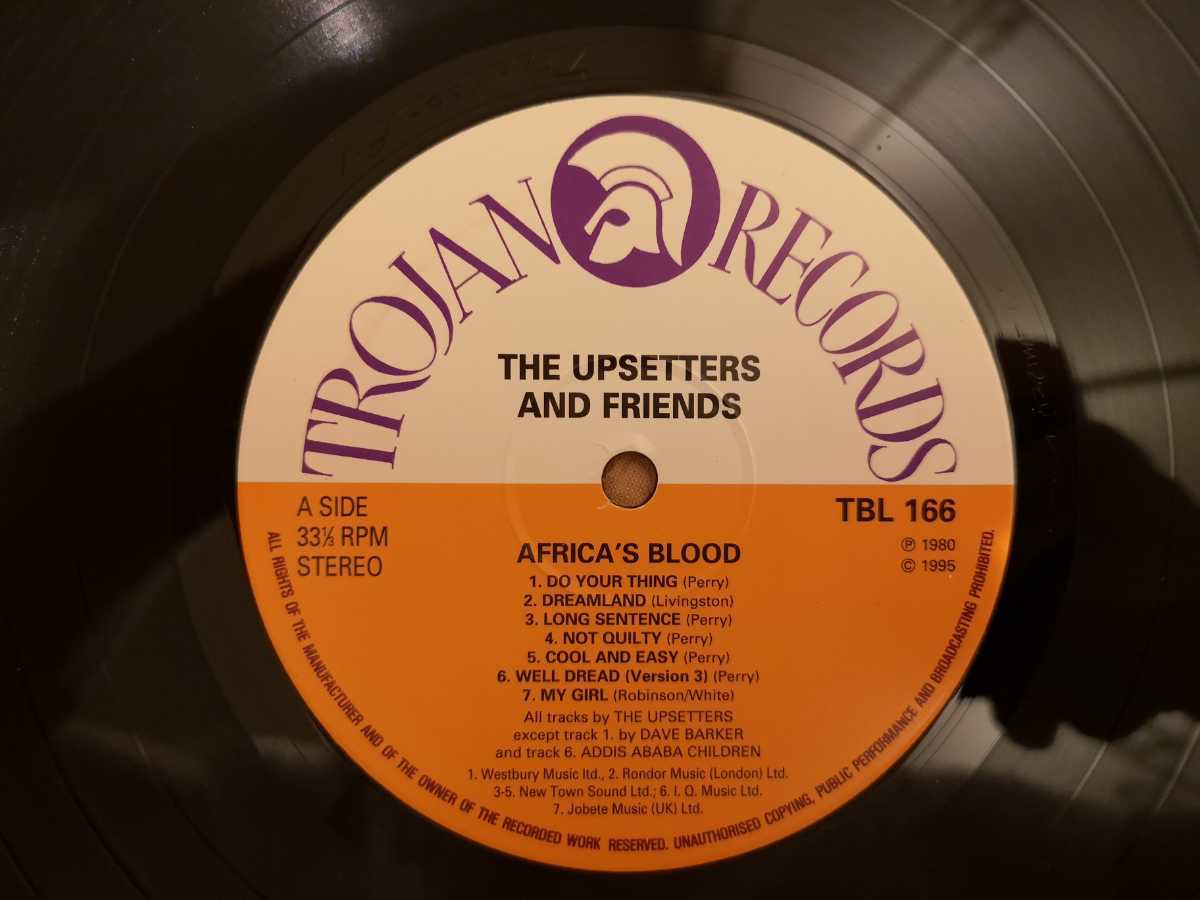 TROJAN RECORDS
THE UPSETTERS
AND FRIENDS
A SIDE
33⅓ RPM
STEREO
TBL 166
℗ 1980
© 1995
AFRICA'S BLOOD
1. DO YOUR THING (Perry)
2. DREAMLAND (Livingston)
3. LONG SENTENCE (Perry)
4. NOT QUILTY (Perry)
5. COOL AND EASY (Perry)
6. WELL DREAD (Version 3) (Perry)
7. MY GIRL (Robinson/White)
All tracks by THE UPSETTERS
except track 1. by DAVE BARKER
and track 6. ADDIS ABABA CHILDREN
1. Westbury Music ltd., 2. Rondor Music (London) Ltd.
3-5. New Town Sound Ltd.; 6. I. Q. Music Ltd.
7. Jobete Music (UK) Ltd.
ALL RIGHTS OF THE MANUFACTURER AND OF THE OWNER OF THE RECORDED WORK RESERVED. UNAUTHORISED COPYING, PUBLIC PERFORMANCE AND BROADCASTING PROHIBITED.